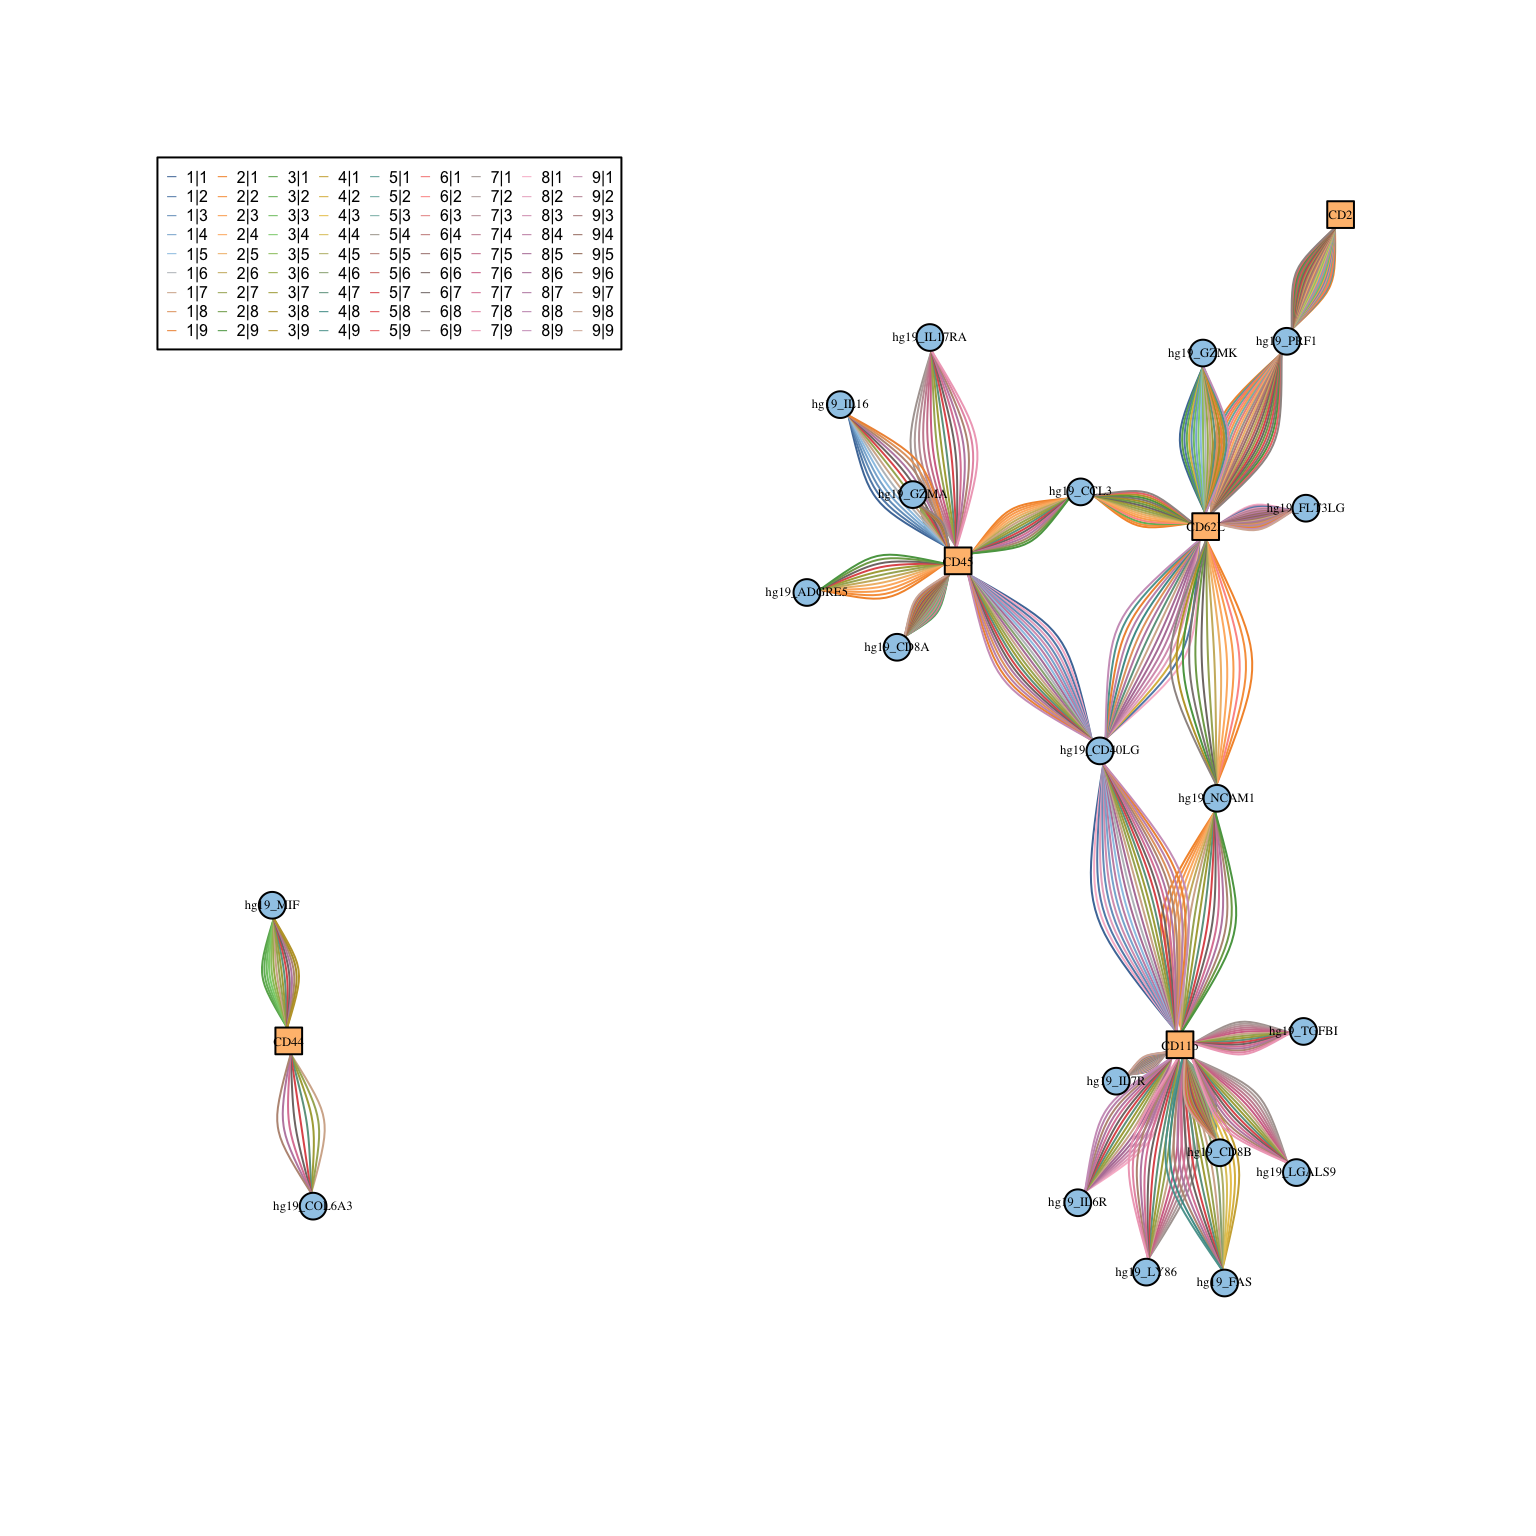 1|1 2|1 3|1 4|1 5|1 6|1 7|1 8|1 9|1
1|2 2|2 3|2 4|2 5|2 6|2 7|2 8|2 9|2
1|3 2|3 3|3 4|3 5|3 6|3 7|3 8|3 9|3
1|4 2|4 3|4 4|4 5|4 6|4 7|4 8|4 9|4
1|5 2|5 3|5 4|5 5|5 6|5 7|5 8|5 9|5
1|6 2|6 3|6 4|6 5|6 6|6 7|6 8|6 9|6
1|7 2|7 3|7 4|7 5|7 6|7 7|7 8|7 9|7
1|8 2|8 3|8 4|8 5|8 6|8 7|8 8|8 9|8
1|9 2|9 3|9 4|9 5|9 6|9 7|9 8|9 9|9
CD2
hg19_IL17RA
hg19_PRF1
hg19_GZMK
hg19_IL16
hg19_GZMA
hg19_CCL3
hg19_FLT3LG
CD62L
CD45
hg19_ADGRE5
hg19_CD8A
hg19_CD40LG
hg19_NCAM1
hg19_MIF
hg19_TGFBI
CD44
hg19_IL7R
hg19_CD8B
hg19_LGALS9
hg19_IL6R
hg19_COL6A3
hg19_LY86
hg19_FAS